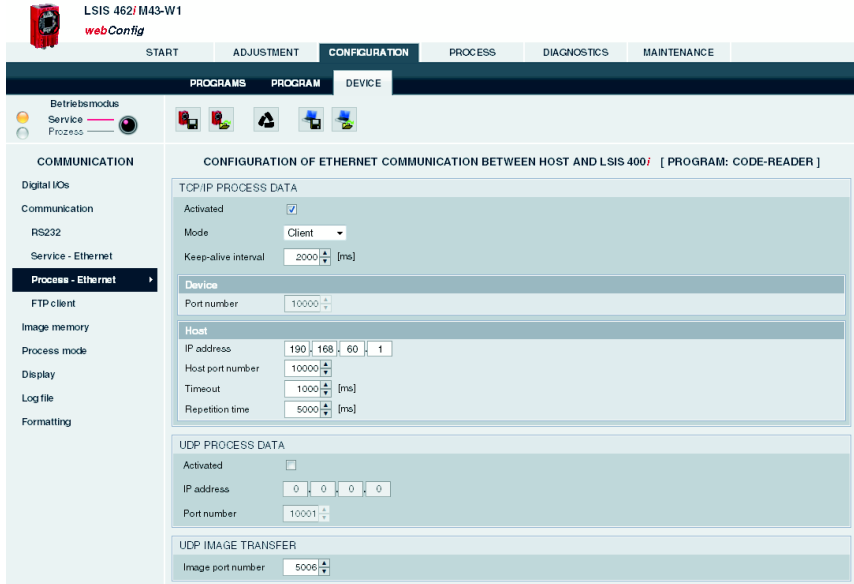 LSIS 462i M43-W1
webConfig
START ADJUSTMENT CONFIGURATION PROCESS DIAGNOSTICS MAINTENANCE
PROGRAMS PROGRAM DEVICE
Betriebsmodus
Service
Prozess
COMMUNICATION
Digital I/Os
Communication
RS232
Service - Ethernet
Process - Ethernet
FTP client
Image memory
Process mode
Display
Log file
Formatting
CONFIGURATION OF ETHERNET COMMUNICATION BETWEEN HOST AND LSIS 400i [ PROGRAM: CODE-READER ]
TCP/IP PROCESS DATA
Activated
Mode Client
Keep-alive interval 2000 [ms]
Device
Port number 10000
Host
IP address 190 . 168 . 60 . 1
Host port number 10000
Timeout 1000 [ms]
Repetition time 5000 [ms]
UDP PROCESS DATA
Activated
IP address 0 . 0 . 0 . 0
Port number 10001
UDP IMAGE TRANSFER
Image port number 5006